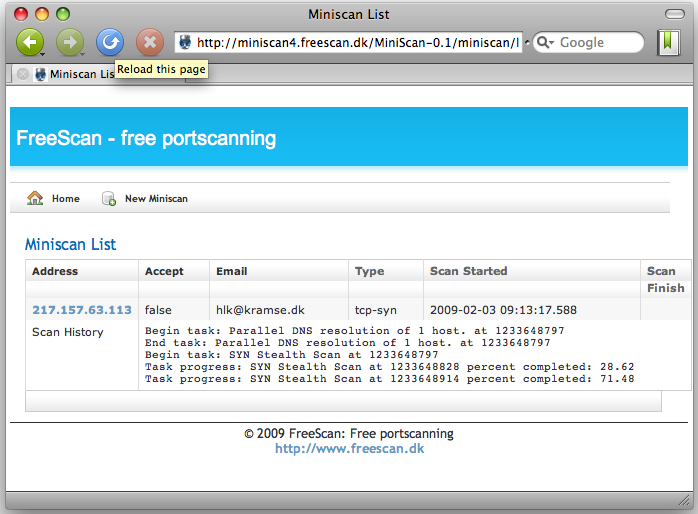 Miniscan List
http://miniscan4.freescan.dk/MiniScan-0.1/miniscan/l
Google
Miniscan Lis
Reload this page
FreeScan - free portscanning
Home New Miniscan
Miniscan List
Address Accept Email Type Scan Started Scan
Finish
217.157.63.113 false hlk@kramse.dk tcp-syn 2009-02-03 09:13:17.588
Scan History
Begin task: Parallel DNS resolution of 1 host. at 1233648797
End task: Parallel DNS resolution of 1 host. at 1233648797
Begin task: SYN Stealth Scan at 1233648797
Task progress: SYN Stealth Scan at 1233648828 percent completed: 28.62
Task progress: SYN Stealth Scan at 1233648914 percent completed: 71.48
© 2009 FreeScan: Free portscanning
http://www.freescan.dk